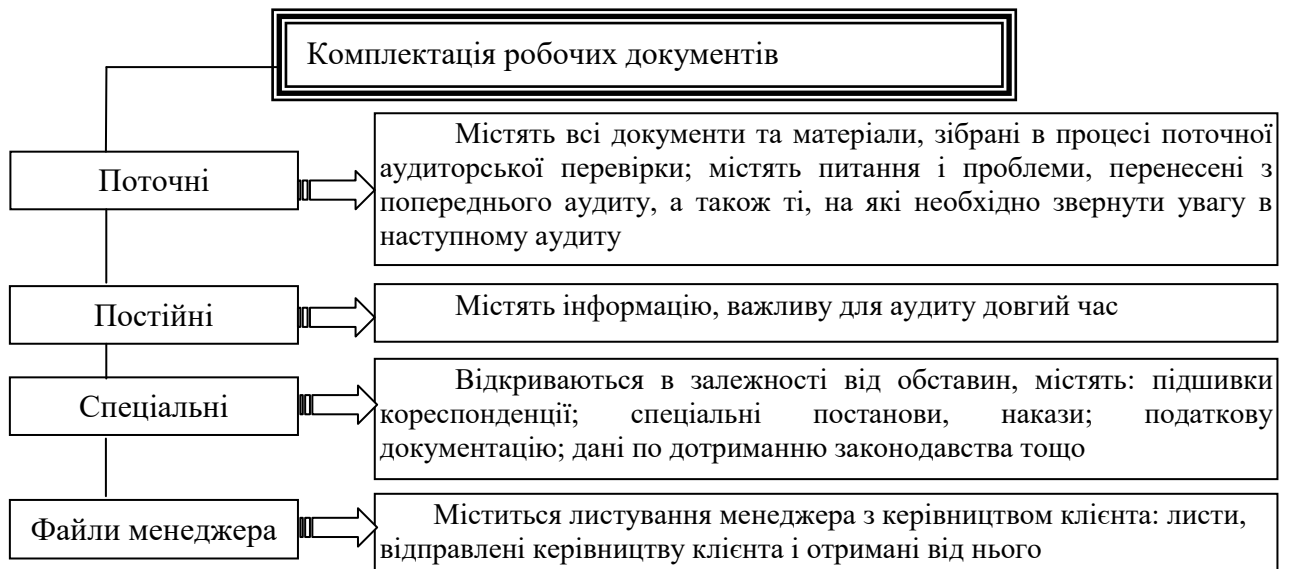 Комплектація робочих документів
Поточні
Містять всі документи та матеріали, зібрані в процесі поточної
аудиторської перевірки; містять питання і проблеми, перенесені з
попереднього аудиту, а також ті, на які необхідно звернути увагу в
наступному аудиту
Постійні
Містять інформацію, важливу для аудиту довгий час
Спеціальні
Відкриваються в залежності від обставин, містять: підшивки
кореспонденції; спеціальні постанови, накази; податкову
документацію; дані по дотриманню законодавства тощо
Файли менеджера
Міститься листування менеджера з керівництвом клієнта: листи,
відправлені керівництву клієнта і отримані від нього